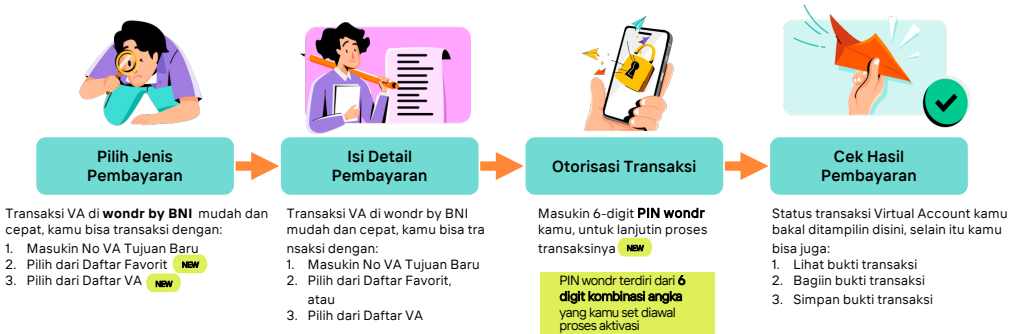 Pilih Jenis
Pembayaran
Transaksi VA di wondr by BNI mudah dan
cepat, kamu bisa transaksi dengan:
1. Masukin No VA Tujuan Baru
2. Pilih dari Daftar Favorit NEW
3. Pilih dari Daftar VA NEW
Isi Detail
Pembayaran
Transaksi VA di wondr by BNI
mudah dan cepat, kamu bisa tra
nsaksi dengan:
1. Masukin No VA Tujuan Baru
2. Pilih dari Daftar Favorit,
atau
3. Pilih dari Daftar VA
Otorisasi Transaksi
Masukin 6-digit PIN wondr
kamu, untuk lanjutin proses
transaksinya NEW
PIN wondr terdiri dari 6
digit kombinasi angka
yang kamu set diawal
proses aktivasi
Cek Hasil
Pembayaran
Status transaksi Virtual Account kamu
bakal ditampilin disini, selain itu kamu
bisa juga:
1. Lihat bukti transaksi
2. Bagiin bukti transaksi
3. Simpan bukti transaksi